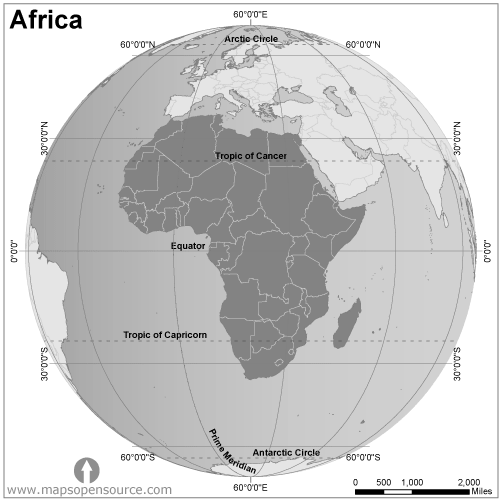 Africa
60°0'0"E
Arctic Circle
60°0'0"N
60°0'0"N
30°0'0"N
30°0'0"N
Tropic of Cancer
Equator
0°0'0"
0°0'0"
Tropic of Capricorn
30°0'0"S
30°0'0"S
Prime Meridian
Antarctic Circle
60°0'0"S
60°0'0"S
60°0'0"E
www.mapsopensource.com
0 500 1,000 2,000
Miles